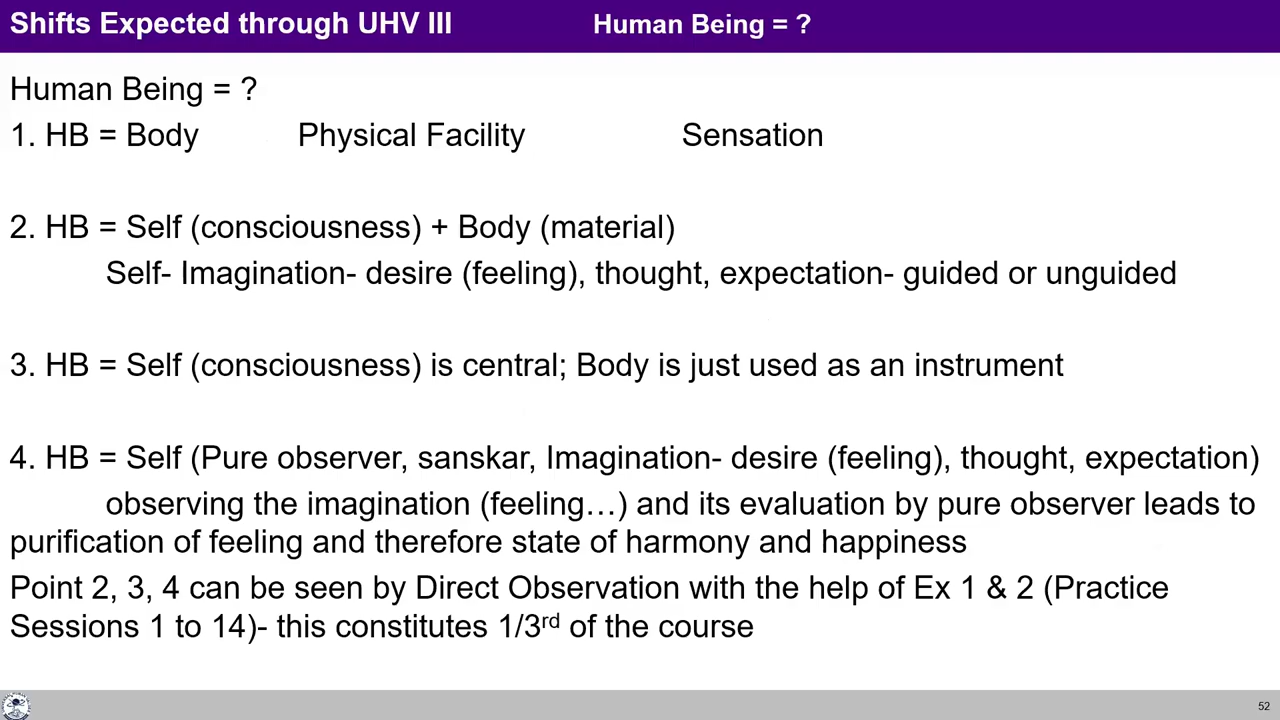 Shifts Expected through UHV III Human Being = ?
Human Being = ?
1. HB = Body Physical Facility Sensation
2. HB = Self (consciousness) + Body (material)
Self- Imagination- desire (feeling), thought, expectation- guided or unguided
3. HB = Self (consciousness) is central; Body is just used as an instrument
4. HB = Self (Pure observer, sanskar, Imagination- desire (feeling), thought, expectation)
observing the imagination (feeling…) and its evaluation by pure observer leads to
purification of feeling and therefore state of harmony and happiness
Point 2, 3, 4 can be seen by Direct Observation with the help of Ex 1 & 2 (Practice
Sessions 1 to 14)- this constitutes 1/3rd of the course
52